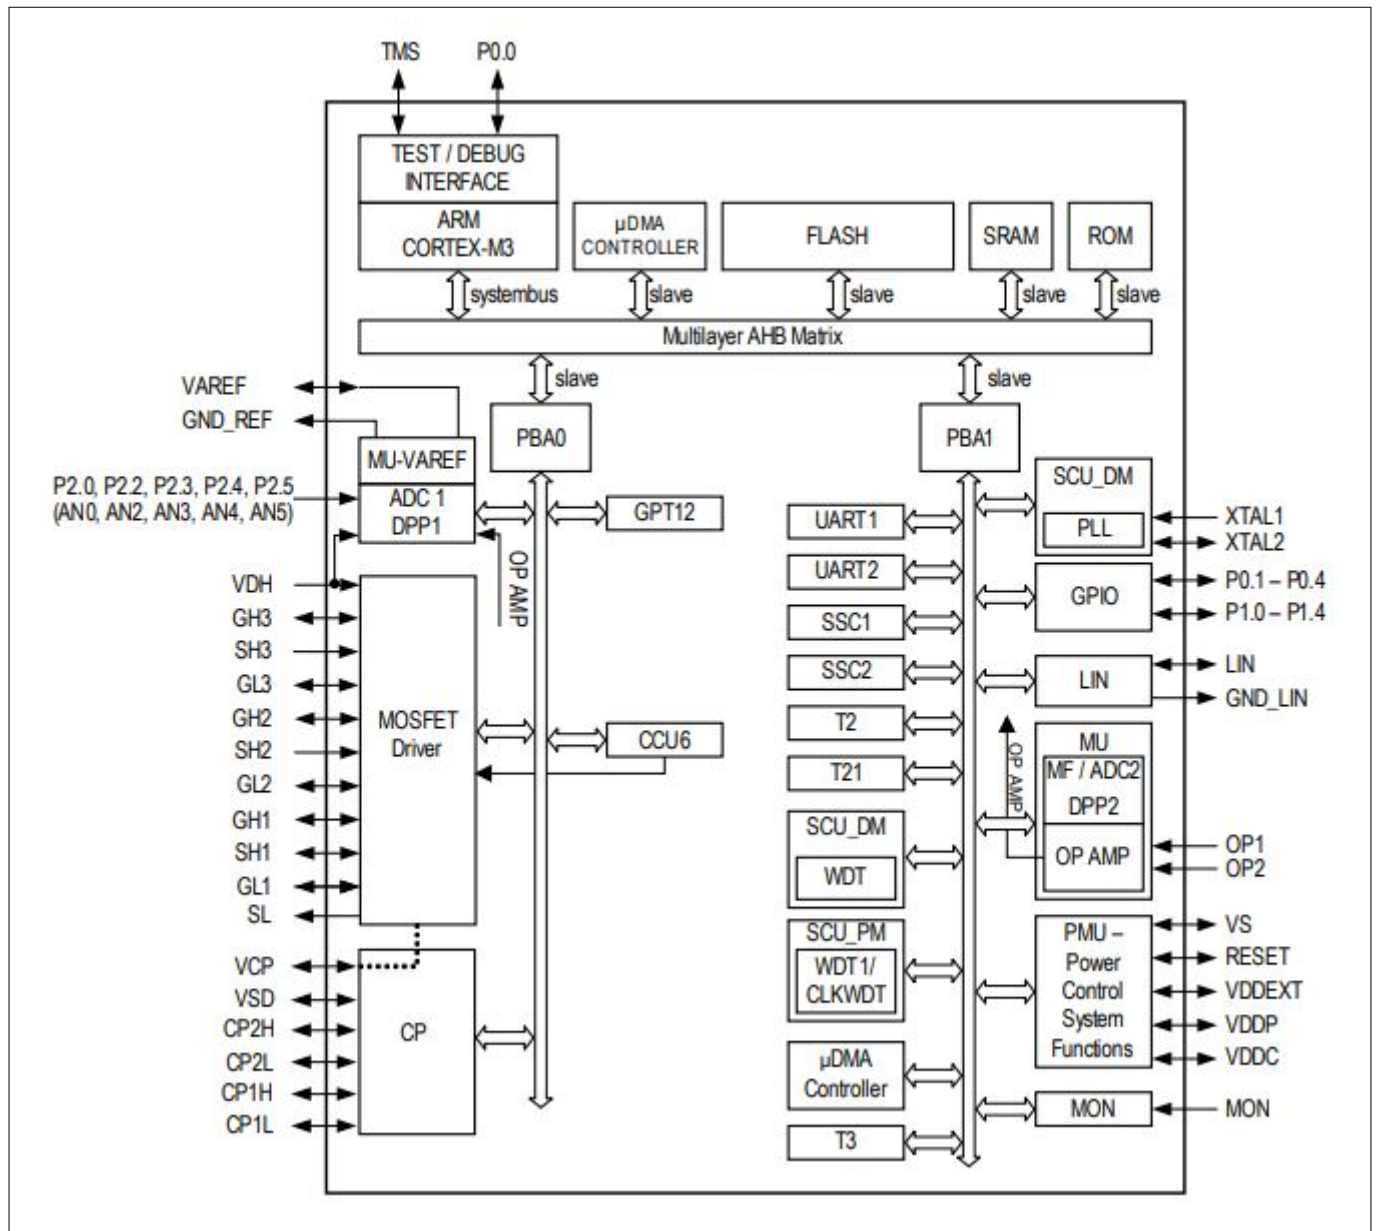 TMS
P0.0
TEST / DEBUG
INTERFACE
ARM
CORTEX-M3
µDMA
CONTROLLER
FLASH
SRAM
ROM
systembus
slave
slave
slave
slave
Multilayer AHB Matrix
slave
slave
PBA0
PBA1
VAREF
GND_REF
MU-VAREF
P2.0, P2.2, P2.3, P2.4, P2.5
(AN0, AN2, AN3, AN4, AN5)
ADC 1
DPP1
OP AMP
GPT12
VDH
GH3
SH3
GL3
GH2
SH2
GL2
GH1
SH1
GL1
SL
MOSFET
Driver
CCU6
VCP
VSD
CP2H
CP2L
CP1H
CP1L
CP
UART1
UART2
SSC1
SSC2
T2
T21
SCU_DM
WDT
SCU_PM
WDT1/
CLKWDT
µDMA
Controller
T3
SCU_DM
PLL
XTAL1
XTAL2
GPIO
P0.1 – P0.4
P1.0 – P1.4
LIN
LIN
GND_LIN
OP AMP
MU
MF / ADC2
DPP2
OP AMP
OP1
OP2
PMU –
Power
Control
System
Functions
VS
RESET
VDDEXT
VDDP
VDDC
MON
MON